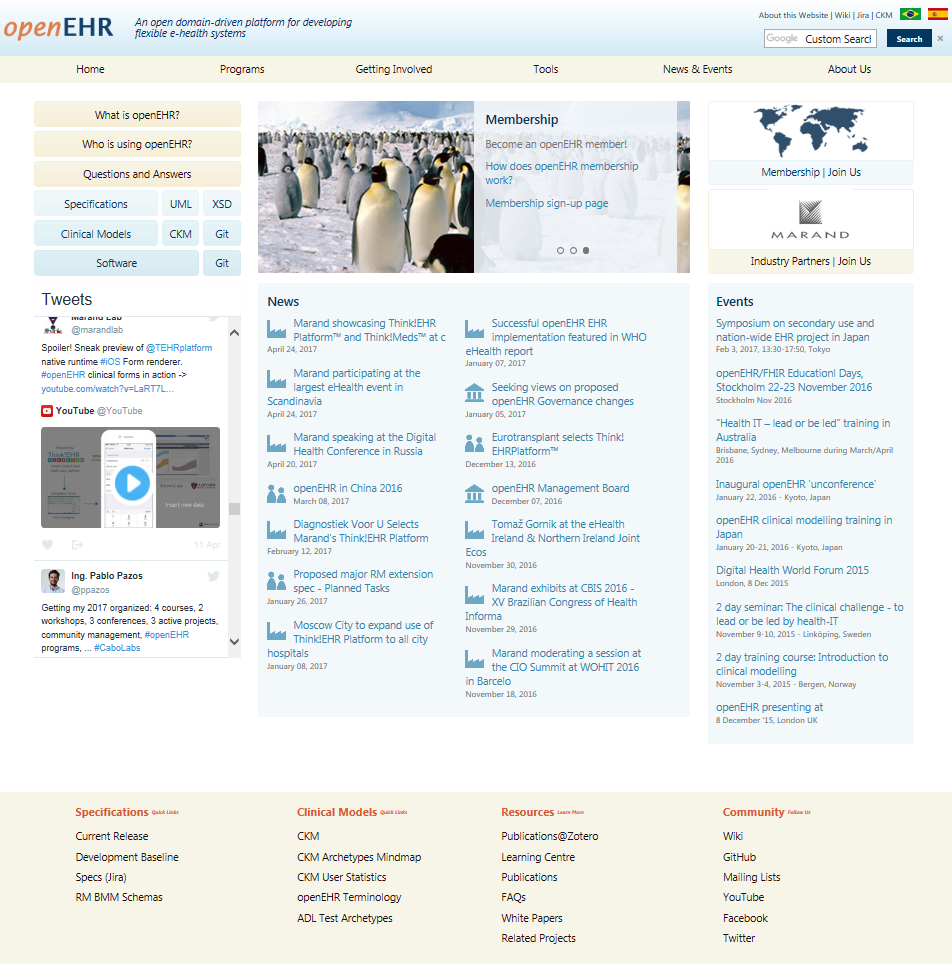 openEHR
An open domain-driven platform for developing
flexible e-health systems
About this Website | Wiki | Jira | CKM
Google Custom Search
Search ×
Home
Programs
Getting Involved
Tools
News & Events
About Us
What is openEHR?
Who is using openEHR?
Questions and Answers
Specifications
UML
XSD
Clinical Models
CKM
Git
Software
Git
Tweets
Marand Lab
@marandlab
Spoiler! Sneak preview of @TEHRplatform
native runtime #iOS Form renderer.
#openEHR clinical forms in action ->
youtube.com/watch?v=LaRT7L...
YouTube @YouTube
Insert new data
11 Apr
Ing. Pablo Pazos
@ppazos
Getting my 2017 organized: 4 courses, 2
workshops, 3 conferences, 3 active projects,
community management, #openEHR
programs, ... #CaboLabs
Membership
Become an openEHR member!
How does openEHR membership
work?
Membership sign-up page
News
Marand showcasing Think!EHR
Platform™ and Think!Meds™ at c
April 24, 2017
Marand participating at the
largest eHealth event in
Scandinavia
April 24, 2017
Marand speaking at the Digital
Health Conference in Russia
April 20, 2017
openEHR in China 2016
March 08, 2017
Diagnostiek Voor U Selects
Marand's Think!EHR Platform
February 12, 2017
Proposed major RM extension
spec - Planned Tasks
January 26, 2017
Moscow City to expand use of
Think!EHR Platform to all city
hospitals
January 08, 2017
Successful openEHR EHR
implementation featured in WHO
eHealth report
January 07, 2017
Seeking views on proposed
openEHR Governance changes
January 05, 2017
Eurotransplant selects Think!
EHRPlatform™
December 13, 2016
openEHR Management Board
December 07, 2016
Tomaž Gornik at the eHealth
Ireland & Northern Ireland Joint
Ecos
November 30, 2016
Marand exhibits at CBIS 2016 -
XV Brazilian Congress of Health
Informa
November 29, 2016
Marand moderating a session at
the CIO Summit at WOHIT 2016
in Barcelo
November 18, 2016
Membership | Join Us
MARAND
Industry Partners | Join Us
Events
Symposium on secondary use and
nation-wide EHR project in Japan
Feb 3, 2017, 13:30-17:50, Tokyo
openEHR/FHIR Education! Days,
Stockholm 22-23 November 2016
Stockholm Nov 2016
"Health IT – lead or be led" training in
Australia
Brisbane, Sydney, Melbourne during March/April
2016
Inaugural openEHR 'unconference'
January 22, 2016 - Kyoto, Japan
openEHR clinical modelling training in
Japan
January 20-21, 2016 - Kyoto, Japan
Digital Health World Forum 2015
London, 8 Dec 2015
2 day seminar: The clinical challenge - to
lead or be led by health-IT
November 9-10, 2015 - Linköping, Sweden
2 day training course: Introduction to
clinical modelling
November 3-4, 2015 - Bergen, Norway
openEHR presenting at
8 December '15, London UK
Specifications Quick Links
Current Release
Development Baseline
Specs (Jira)
RM BMM Schemas
Clinical Models Quick Links
CKM
CKM Archetypes Mindmap
CKM User Statistics
openEHR Terminology
ADL Test Archetypes
Resources Learn More
Publications@Zotero
Learning Centre
Publications
FAQs
White Papers
Related Projects
Community Follow Us
Wiki
GitHub
Mailing Lists
YouTube
Facebook
Twitter